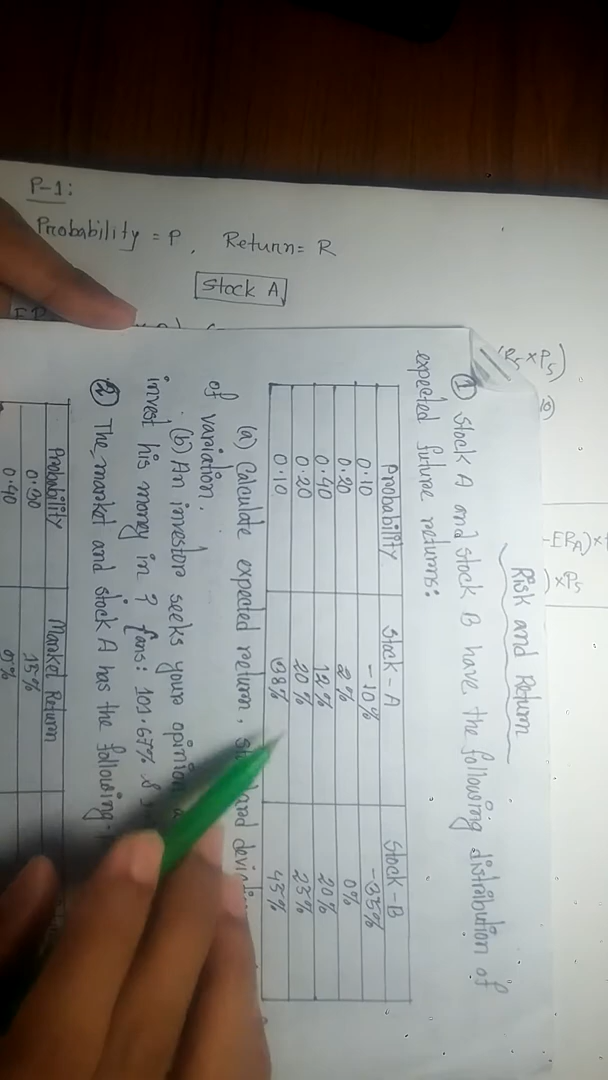 P-1:
Probability = P, Return = R
Stock A
(P5 × P5)
-ERA) ×
) × P5
Risk and Return
① Stock A and stock B have the following distribution of
expected future returns:
Probability Stock-A Stock-B
0.10 -10% -35%
0.20 2% 0%
0.40 12% 20%
0.20 20% 25%
0.10 38% 45%
(a) Calculate expected return,
of variation.
(b) An investor seeks your opinion
invest his money in? [ans: 101.67% &
② The market and stock A has the following
Probability Market Return
0.30 15%
0.40 9%